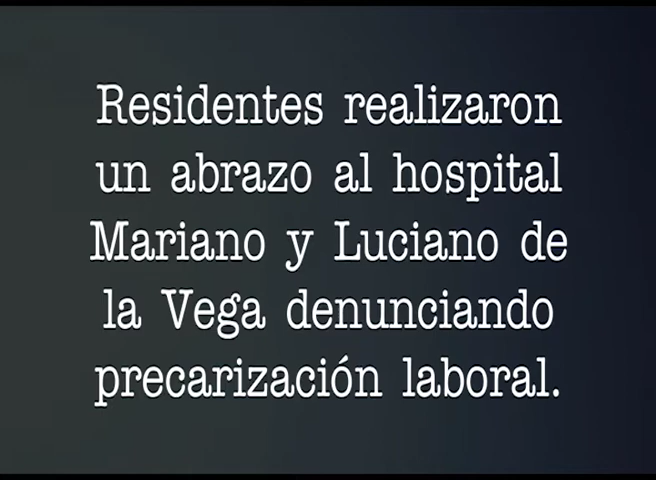 Residentes realizaron
un abrazo al hospital
Mariano y Luciano de
la Vega denunciando
precarización laboral.